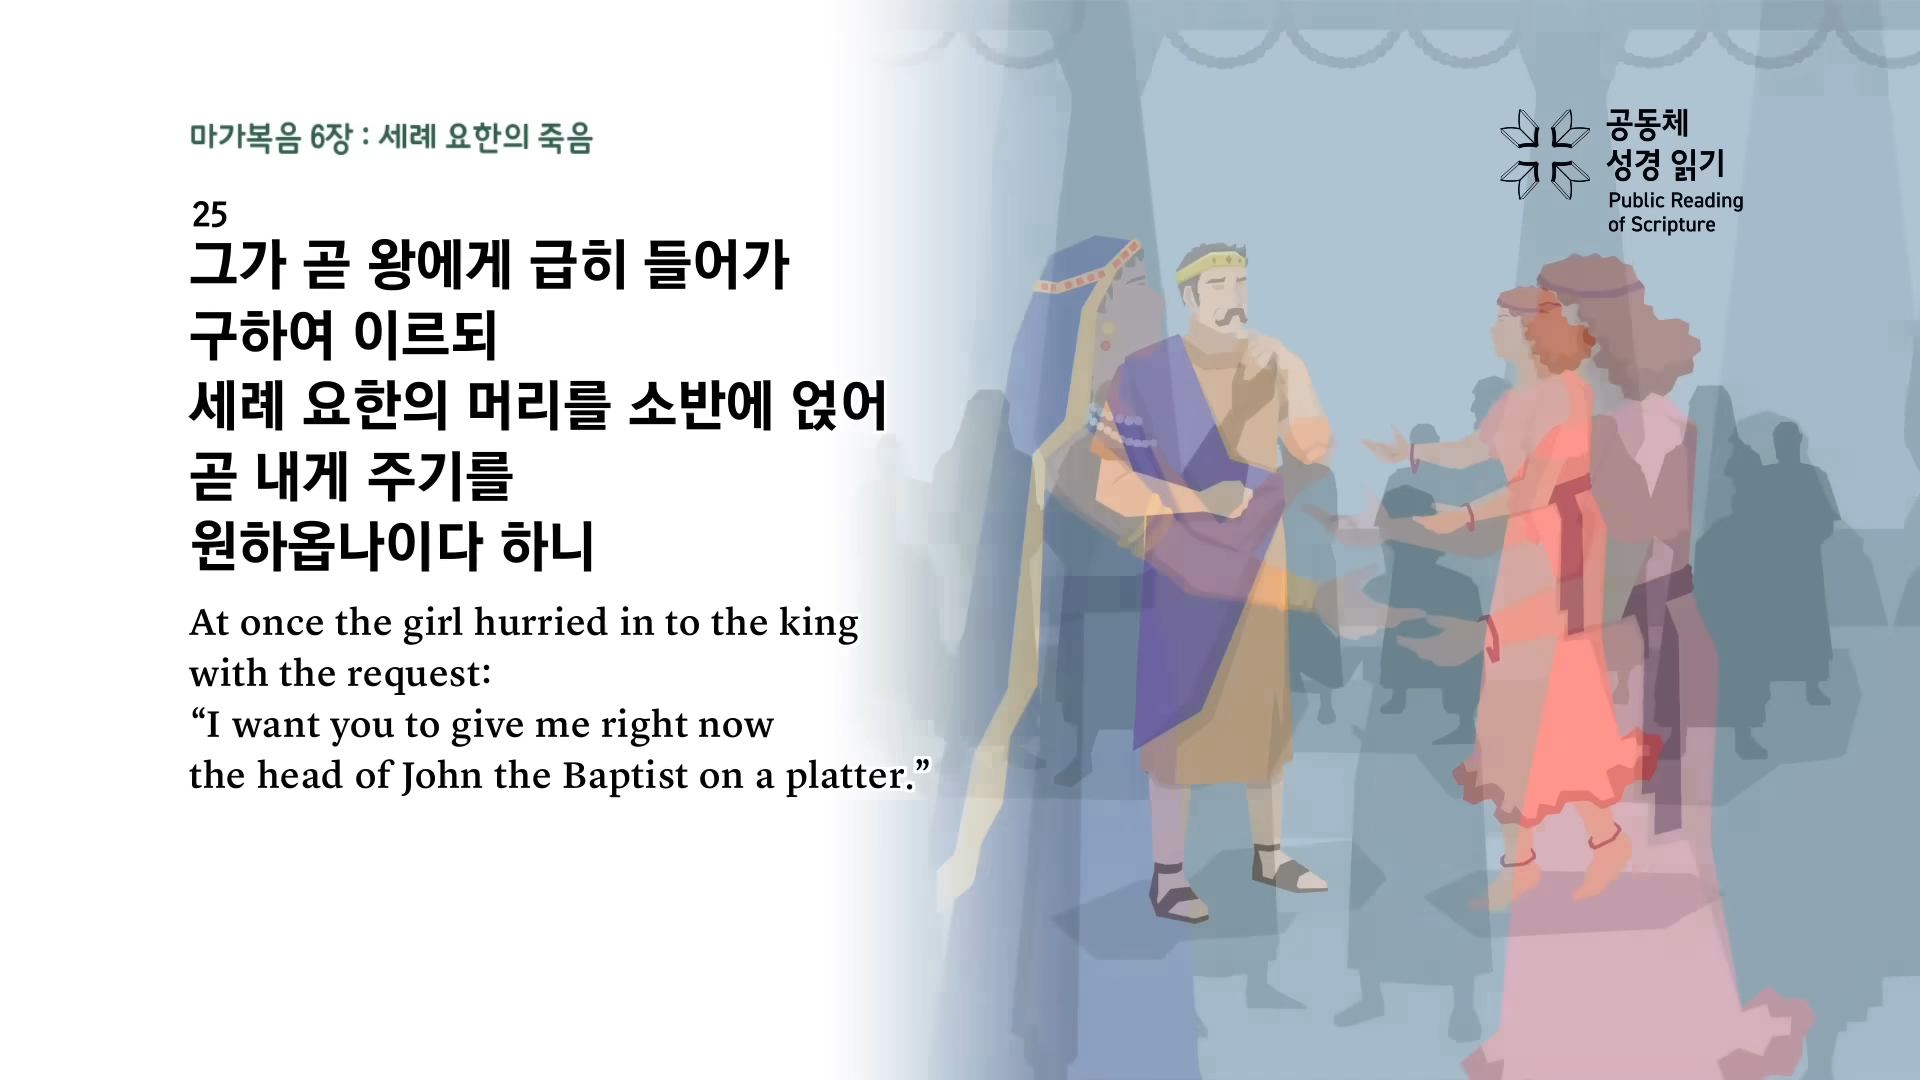 마가복음 6장 : 세례 요한의 죽음
공동체
성경 읽기
Public Reading
of Scripture
25
그가 곧 왕에게 급히 들어가
구하여 이르되
세례 요한의 머리를 소반에 얹어
곧 내게 주기를
원하옵나이다 하니
At once the girl hurried in to the king
with the request:
“I want you to give me right now
the head of John the Baptist on a platter.”